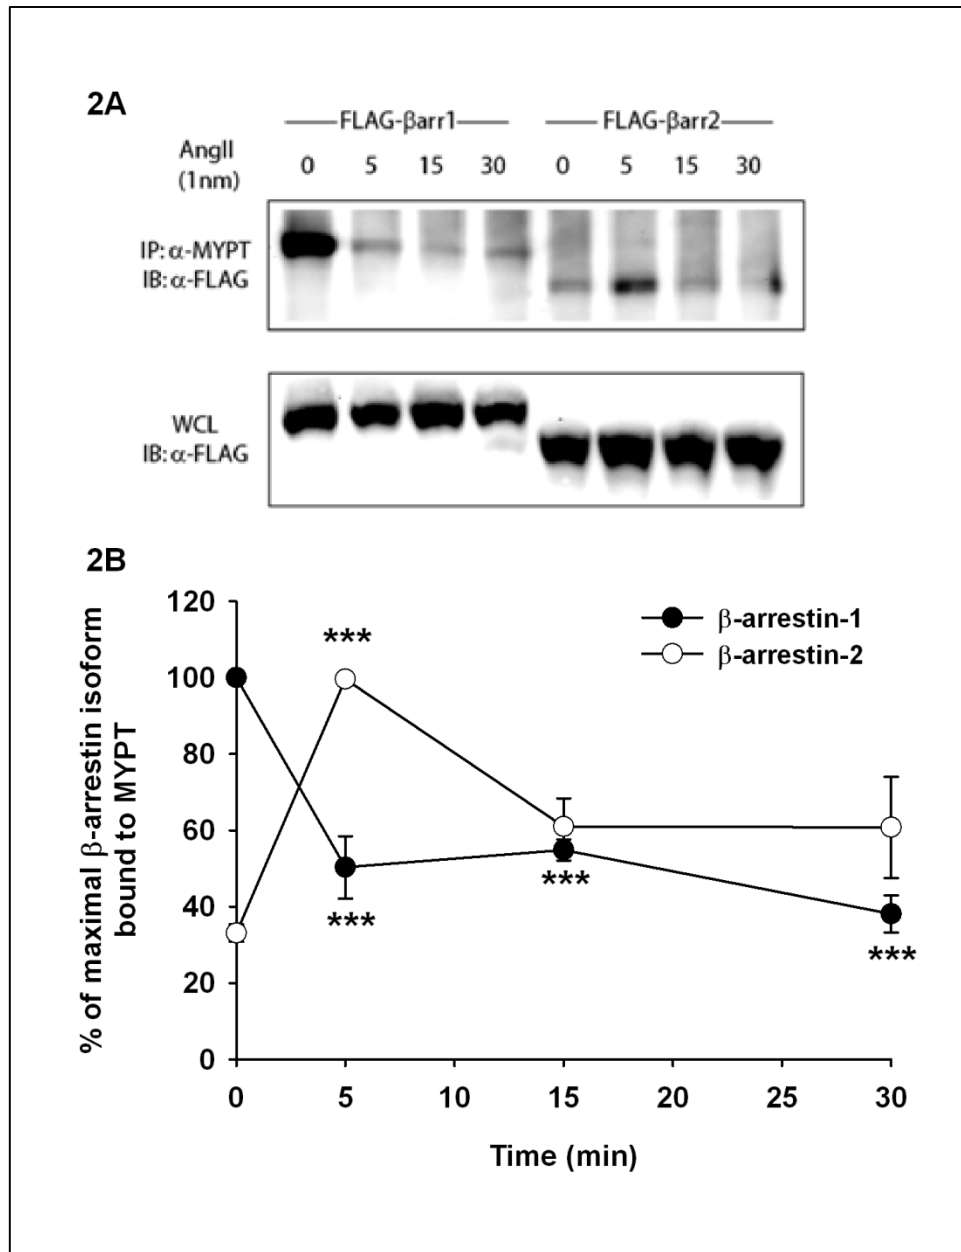 2A
FLAG-βarr1 FLAG-βarr2
AngII 0 5 15 30 0 5 15 30
(1nm)
IP: α-MYPT
IB: α-FLAG
WCL
IB: α-FLAG
2B
120
100
80
60
40
20
0
% of maximal β-arrestin isoform
bound to MYPT
β-arrestin-1
β-arrestin-2
***
***
***
***
0 5 10 15 20 25 30
Time (min)